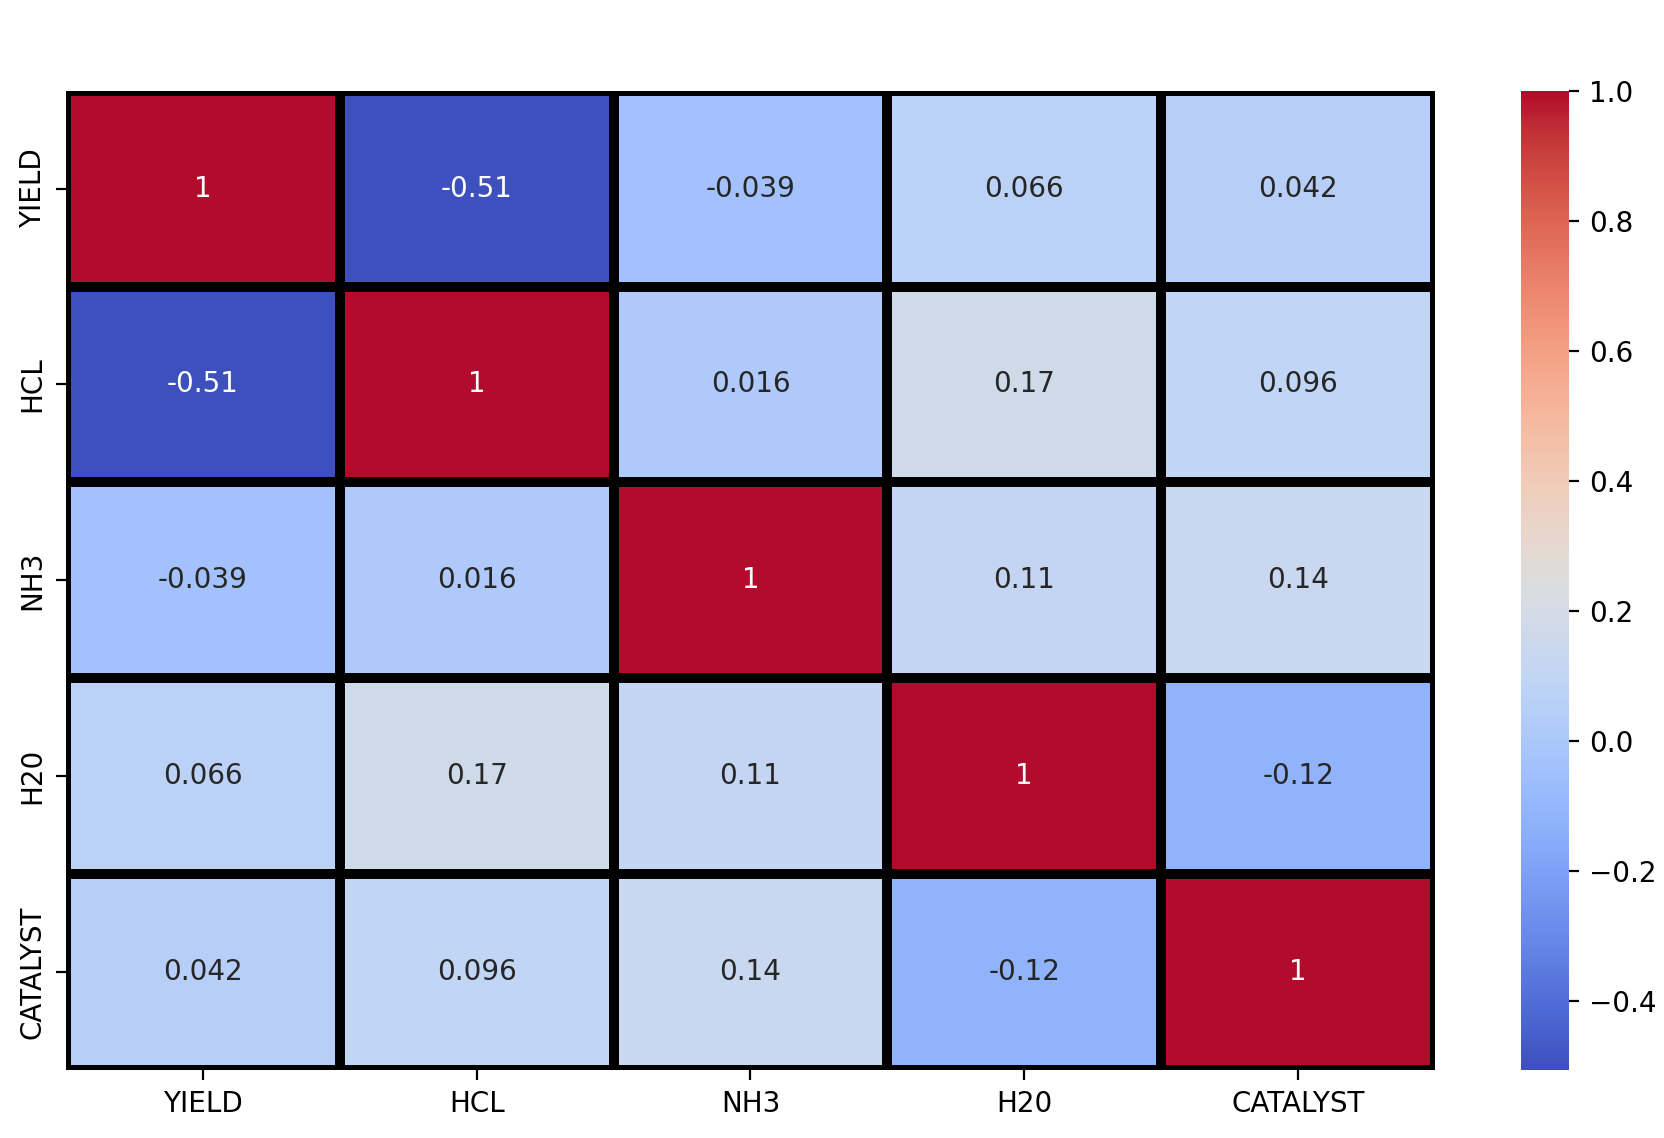 YIELD 1 -0.51 -0.039 0.066 0.042
HCL -0.51 1 0.016 0.17 0.096
NH3 -0.039 0.016 1 0.11 0.14
H20 0.066 0.17 0.11 1 -0.12
CATALYST 0.042 0.096 0.14 -0.12 1
YIELD HCL NH3 H20 CATALYST
1.0
0.8
0.6
0.4
0.2
0.0
−0.2
−0.4